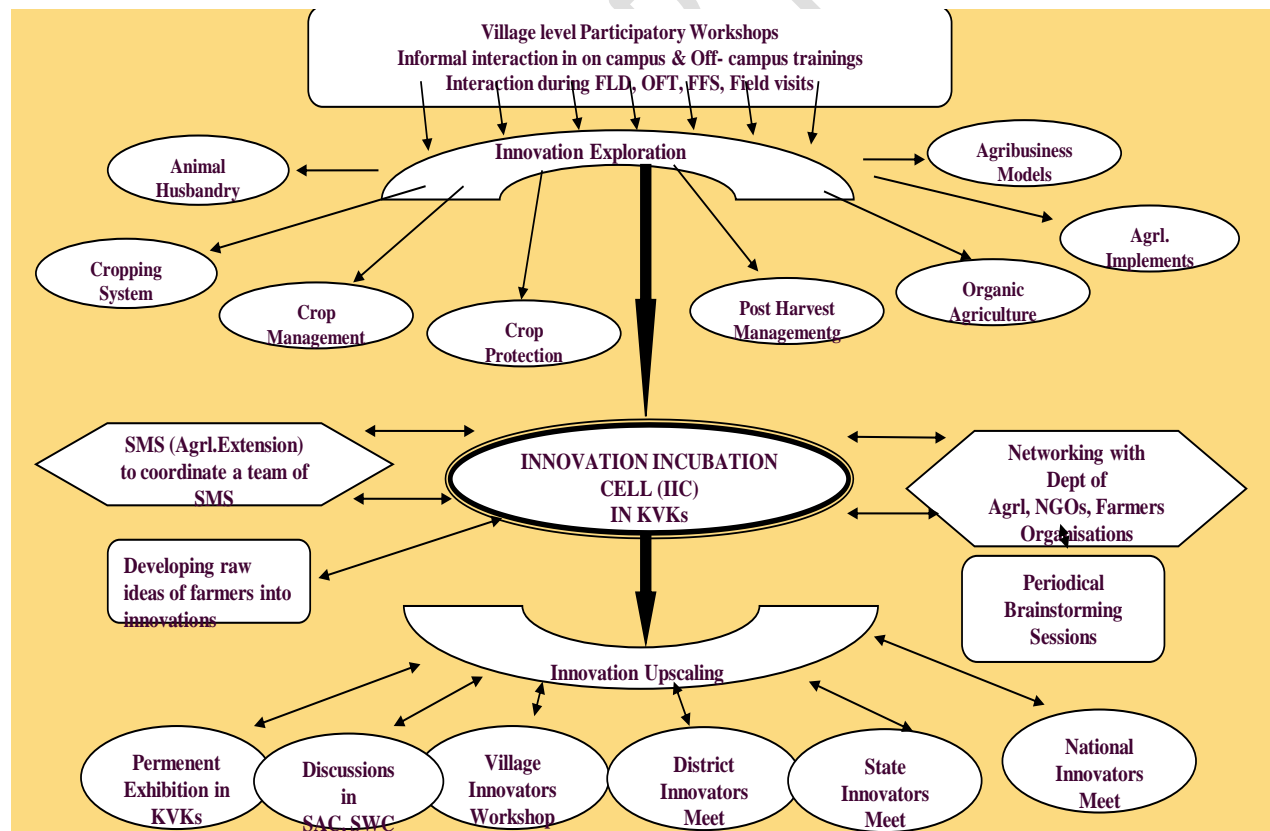 Village level Participatory Workshops
Informal interaction in on campus & Off- campus trainings
Interaction during FLD, OFT, FFS, Field visits
Innovation Exploration
Animal
Husbandry
Agribusiness
Models
Agrl.
Implements
Cropping
System
Crop
Management
Crop
Protection
Post Harvest
Managementg
Organic
Agriculture
SMS (Agrl.Extension)
to coordinate a team of
SMS
INNOVATION INCUBATION
CELL (IIC)
IN KVKs
Networking with
Dept of
Agrl, NGOs, Farmers
Organisations
Developing raw
ideas of farmers into
innovations
Periodical
Brainstorming
Sessions
Innovation Upscaling
Permenent
Exhibition in
KVKs
Discussions
in
SAC, SWC
Village
Innovators
Workshop
District
Innovators
Meet
State
Innovators
Meet
National
Innovators
Meet